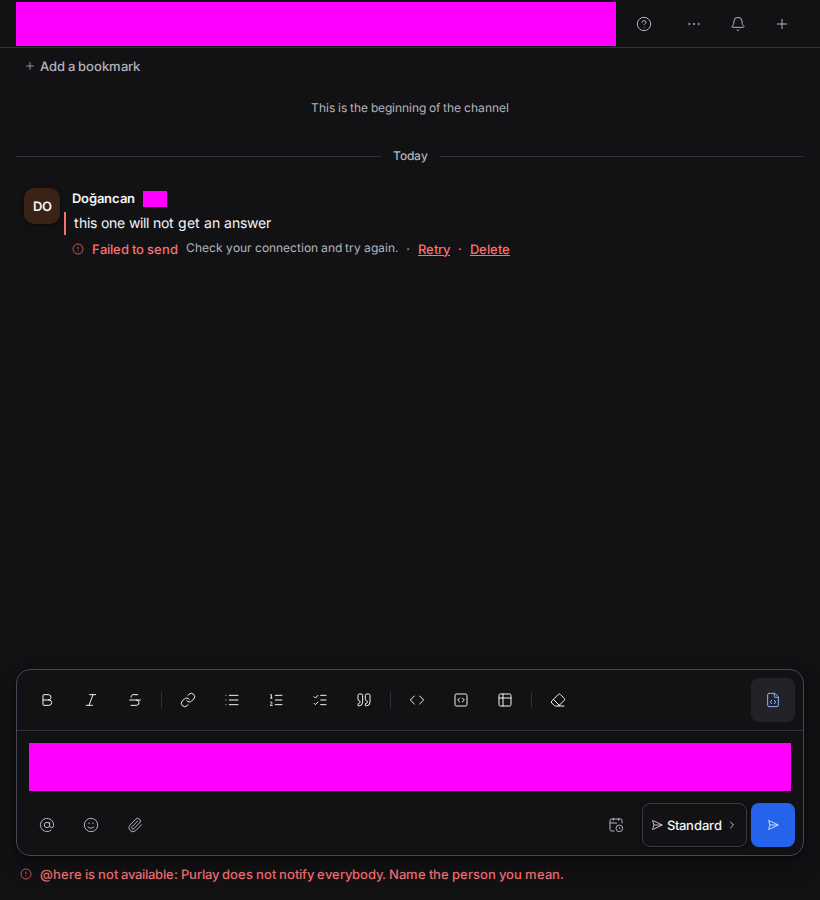 Add a bookmark
This is the beginning of the channel
Today
DO
Doğancan
this one will not get an answer
Failed to send Check your connection and try again. · Retry · Delete
Standard
@here is not available: Purlay does not notify everybody. Name the person you mean.